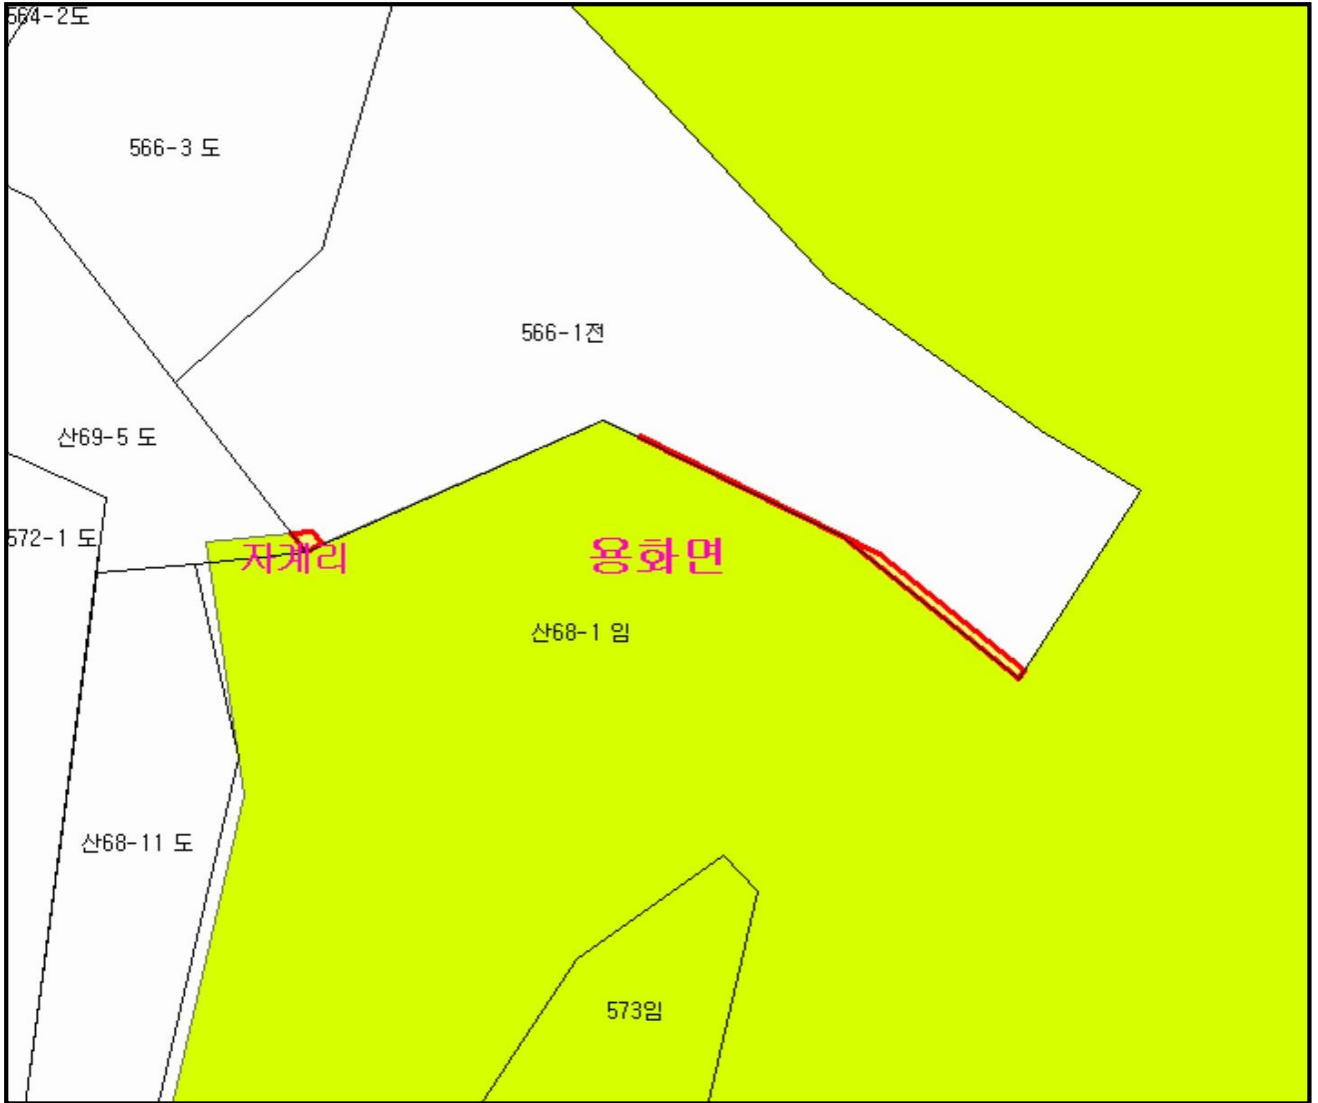 564-2도
566-3 도
566-1전
산69-5 도
572-1 도
자계리
용화면
산68-1 임
산68-11 도
573임